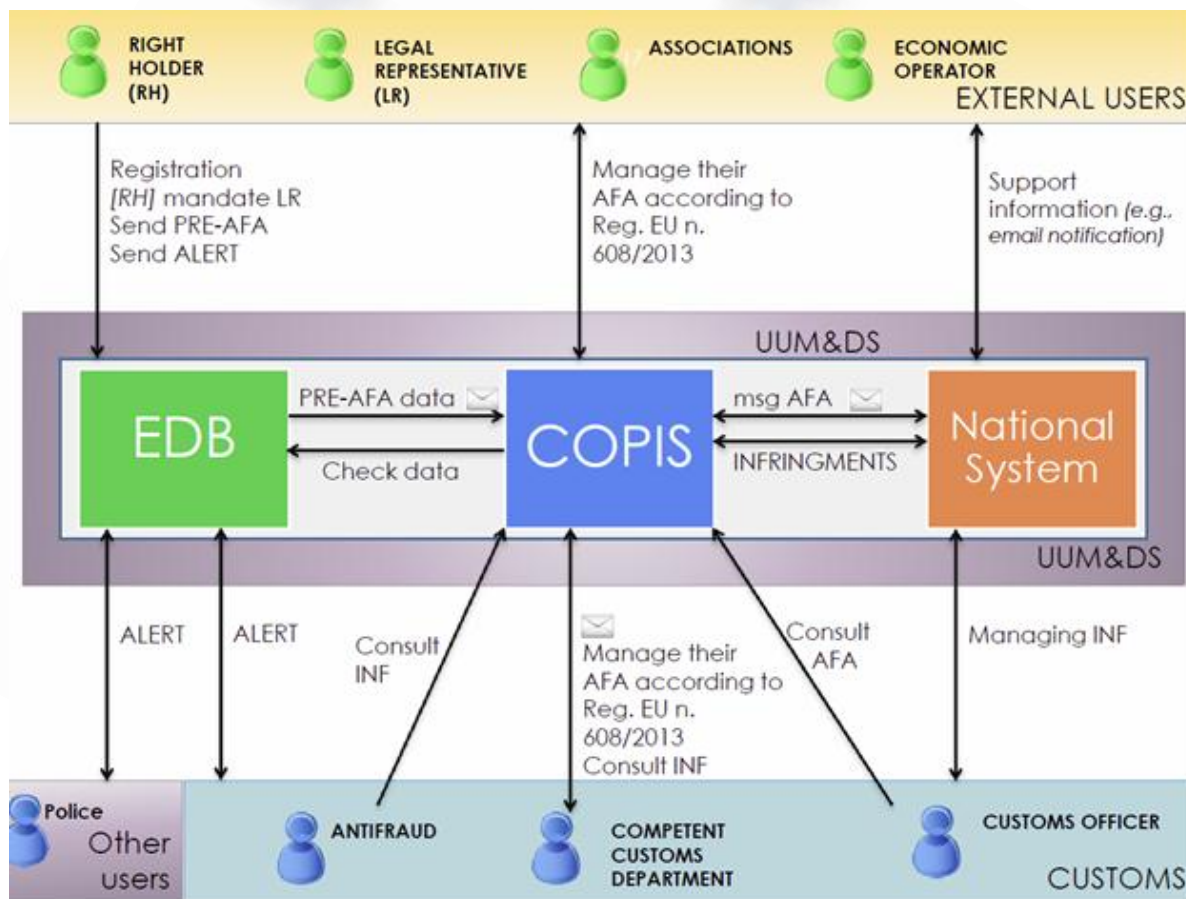 RIGHT
HOLDER
(RH)
LEGAL
REPRESENTATIVE
(LR)
ASSOCIATIONS
ECONOMIC
OPERATOR
EXTERNAL USERS
Registration
[RH] mandate LR
Send PRE-AFA
Send ALERT
Manage their
AFA according to
Reg. EU n.
608/2013
Support
information (e.g.,
email notification)
UUM&DS
EDB
PRE-AFA data
Check data
COPIS
msg AFA
INFRINGMENTS
National
System
UUM&DS
ALERT
ALERT
Consult
INF
Manage their
AFA according to
Reg. EU n.
608/2013
Consult INF
Consult
AFA
Managing INF
Police
Other
users
ANTIFRAUD
COMPETENT
CUSTOMS
DEPARTMENT
CUSTOMS OFFICER
CUSTOMS